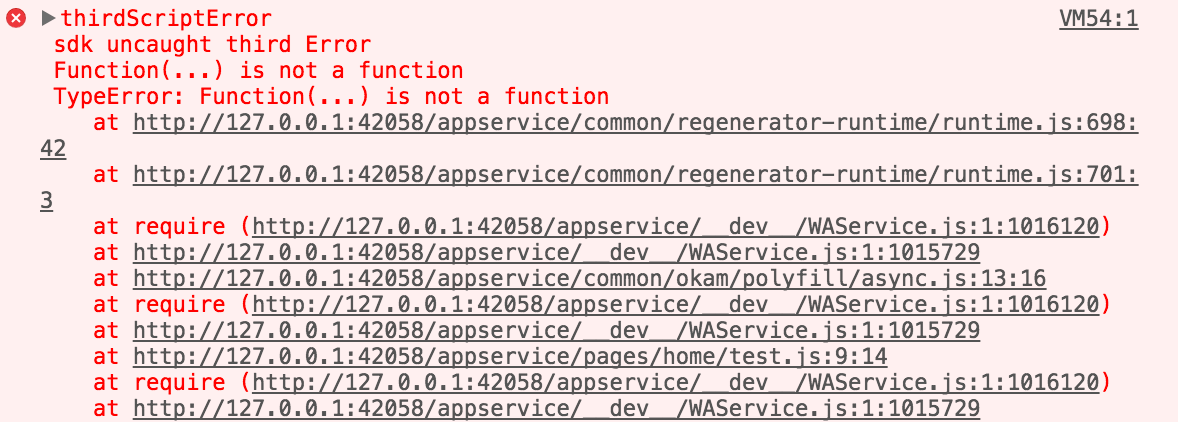 thirdScriptError VM54:1
sdk uncaught third Error
Function(...) is not a function
TypeError: Function(...) is not a function
at http://127.0.0.1:42058/appservice/common/regenerator-runtime/runtime.js:698:
42
at http://127.0.0.1:42058/appservice/common/regenerator-runtime/runtime.js:701:
3
at require (http://127.0.0.1:42058/appservice/__dev__/WAService.js:1:1016120)
at http://127.0.0.1:42058/appservice/__dev__/WAService.js:1:1015729
at http://127.0.0.1:42058/appservice/common/okam/polyfill/async.js:13:16
at require (http://127.0.0.1:42058/appservice/__dev__/WAService.js:1:1016120)
at http://127.0.0.1:42058/appservice/__dev__/WAService.js:1:1015729
at http://127.0.0.1:42058/appservice/pages/home/test.js:9:14
at require (http://127.0.0.1:42058/appservice/__dev__/WAService.js:1:1016120)
at http://127.0.0.1:42058/appservice/__dev__/WAService.js:1:1015729